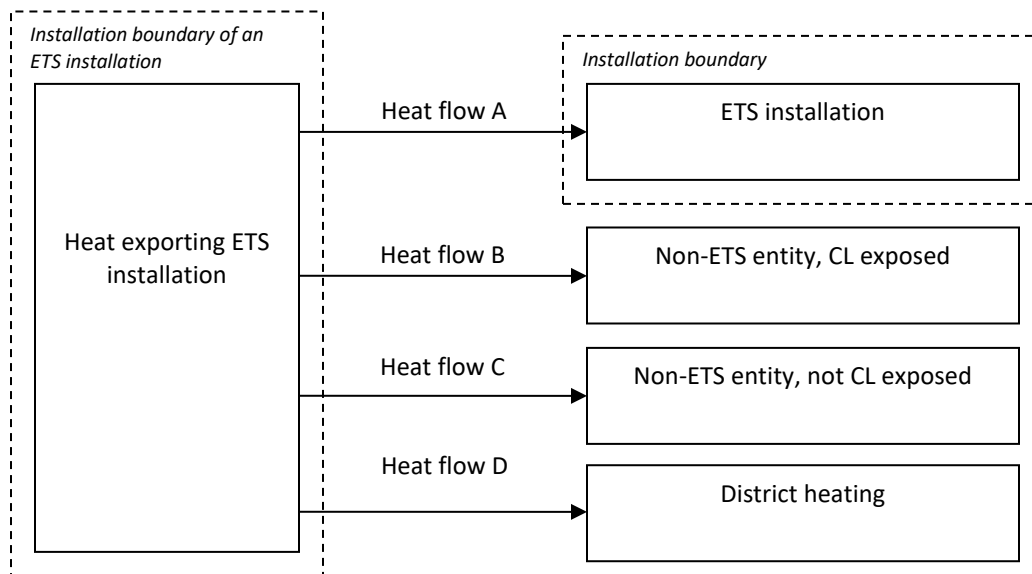 Installation boundary of an
ETS installation
Installation boundary
Heat flow A
ETS installation
Heat exporting ETS
installation
Heat flow B
Non-ETS entity, CL exposed
Heat flow C
Non-ETS entity, not CL exposed
Heat flow D
District heating